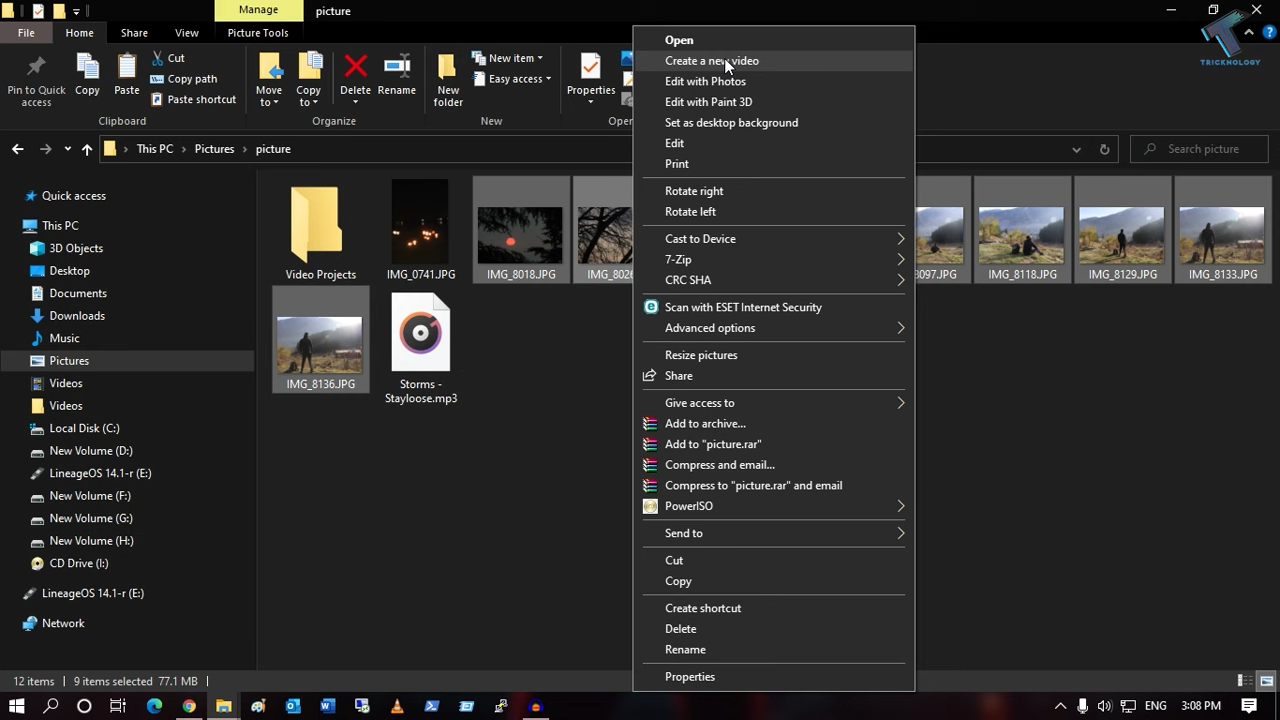 Manage
picture
File
Home
Share
View
Picture Tools
TRICKNOLOGY
Pin to Quick access
Copy
Paste
Cut
Copy path
Paste shortcut
Clipboard
Move to
Copy to
Delete
Rename
Organize
New folder
New item
Easy access
New
Properties
Open
This PC
Pictures
picture
Search picture
Quick access
This PC
3D Objects
Desktop
Documents
Downloads
Music
Pictures
Videos
Videos
Local Disk (C:)
New Volume (D:)
LineageOS 14.1-r (E:)
New Volume (F:)
New Volume (G:)
New Volume (H:)
CD Drive (I:)
LineageOS 14.1-r (E:)
Network
Video Projects
IMG_0741.JPG
IMG_8018.JPG
IMG_8026
8097.JPG
IMG_8118.JPG
IMG_8129.JPG
IMG_8133.JPG
IMG_8136.JPG
Storms -
Stayloose.mp3
Open
Create a new video
Edit with Photos
Edit with Paint 3D
Set as desktop background
Edit
Print
Rotate right
Rotate left
Cast to Device
7-Zip
CRC SHA
Scan with ESET Internet Security
Advanced options
Resize pictures
Share
Give access to
Add to archive...
Add to "picture.rar"
Compress and email...
Compress to "picture.rar" and email
PowerISO
Send to
Cut
Copy
Create shortcut
Delete
Rename
Properties
12 items
9 items selected 77.1 MB
ENG
3:08 PM